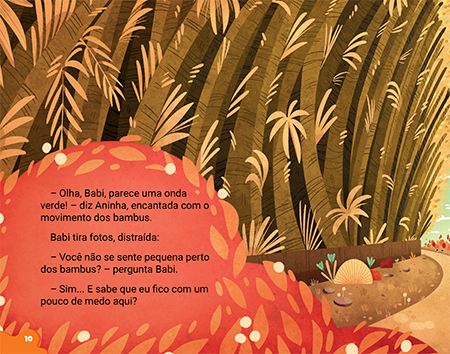 – Olha, Babi, parece uma onda
verde! – diz Aninha, encantada com o
movimento dos bambus.
Babi tira fotos, distraída:
– Você não se sente pequena perto
dos bambus? – pergunta Babi.
– Sim... E sabe que eu fico com um
pouco de medo aqui?
10